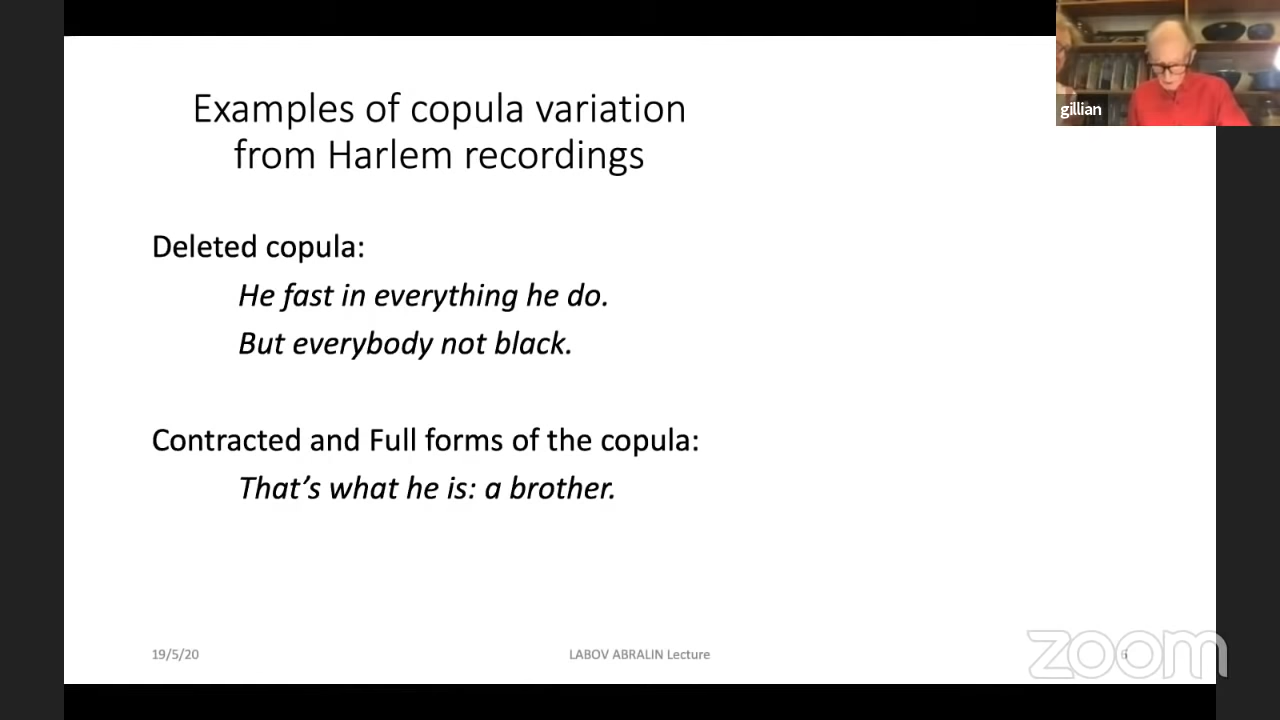 gillian
Examples of copula variation
from Harlem recordings
Deleted copula:
He fast in everything he do.
But everybody not black.
Contracted and Full forms of the copula:
That’s what he is: a brother.
19/5/20
LABOV ABRALIN Lecture
6
zoom